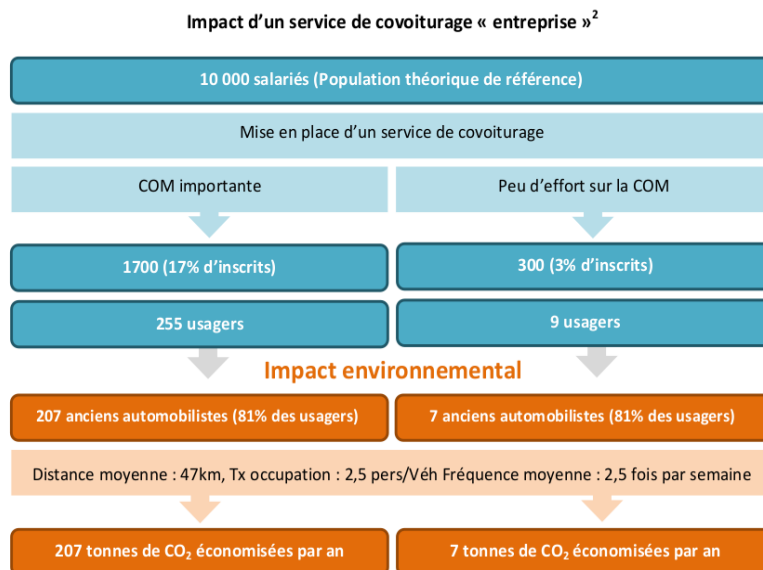 Impact d’un service de covoiturage « entreprise »²
10 000 salariés (Population théorique de référence)
Mise en place d’un service de covoiturage
COM importante
Peu d’effort sur la COM
1700 (17% d’inscrits)
300 (3% d’inscrits)
255 usagers
9 usagers
Impact environnemental
207 anciens automobilistes (81% des usagers)
7 anciens automobilistes (81% des usagers)
Distance moyenne : 47km, Tx occupation : 2,5 pers/Véh Fréquence moyenne : 2,5 fois par semaine
207 tonnes de CO₂ économisées par an
7 tonnes de CO₂ économisées par an